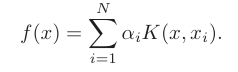 f(x) = \sum_{i=1}^{N} \alpha_i K(x, x_i).